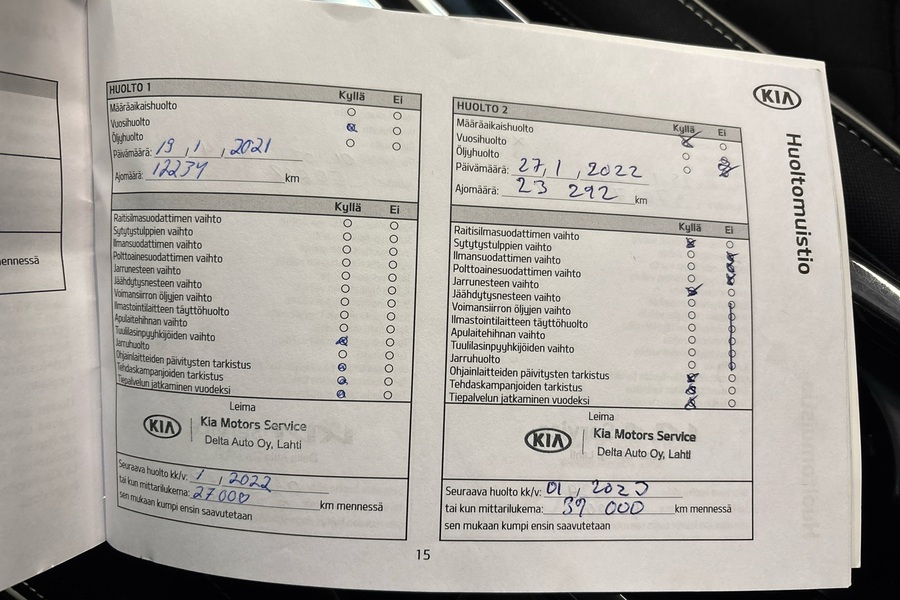 ennessä
HUOLTO 1
Kyllä Ei
Määräaikaishuolto
Vuosihuolto
Öljyhuolto
Päivämäärä: 19 , 1 , 2021
Ajomäärä: 12234 km
Kyllä Ei
Raitisilmasuodattimen vaihto
Sytytystulppien vaihto
Ilmansuodattimen vaihto
Polttoainesuodattimen vaihto
Jarrunesteen vaihto
Jäähdytysnesteen vaihto
Voimansiirron öljyjen vaihto
Ilmastointilaitteen täyttöhuolto
Apulaitehihnan vaihto
Tuulilasinpyyhkijöiden vaihto
Jarruhuolto
Ohjainlaitteiden päivitysten tarkistus
Tehdaskampanjoiden tarkistus
Tiepalvelun jatkaminen vuodeksi
Leima
KIA Kia Motors Service
Delta Auto Oy, Lahti
Seuraava huolto kk/v: 1 , 2022
tai kun mittarilukema: 27000 km mennessä
sen mukaan kumpi ensin saavutetaan
HUOLTO 2
Kyllä Ei
Määräaikaishuolto
Vuosihuolto
Öljyhuolto
Päivämäärä: 27, 1 , 2022
Ajomäärä: 23 292 km
Kyllä Ei
Raitisilmasuodattimen vaihto
Sytytystulppien vaihto
Ilmansuodattimen vaihto
Polttoainesuodattimen vaihto
Jarrunesteen vaihto
Jäähdytysnesteen vaihto
Voimansiirron öljyjen vaihto
Ilmastointilaitteen täyttöhuolto
Apulaitehihnan vaihto
Tuulilasinpyyhkijöiden vaihto
Jarruhuolto
Ohjainlaitteiden päivitysten tarkistus
Tehdaskampanjoiden tarkistus
Tiepalvelun jatkaminen vuodeksi
Leima
KIA Kia Motors Service
Delta Auto Oy, Lahti
Seuraava huolto kk/v: 01 , 2023
tai kun mittarilukema: 39 000 km mennessä
sen mukaan kumpi ensin saavutetaan
KIA
Huoltomuistio
15